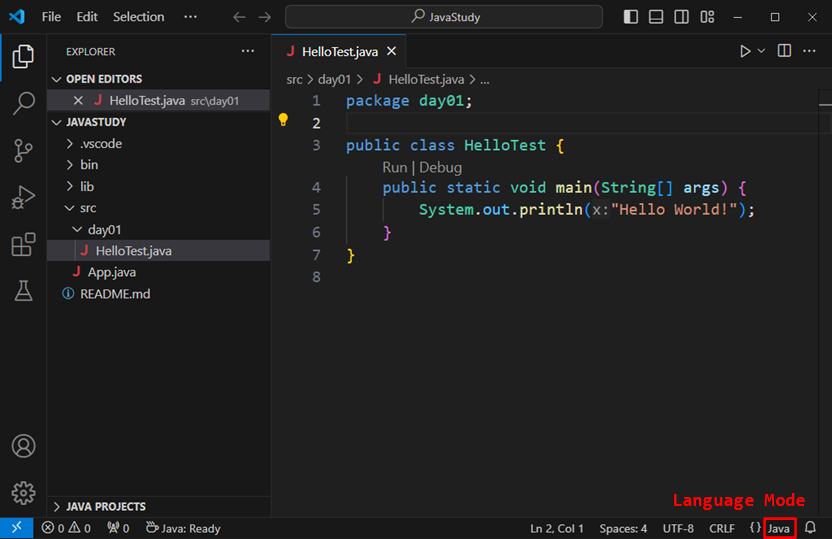 File Edit Selection ···
JavaStudy
EXPLORER ···
OPEN EDITORS
HelloTest.java src\day01
JAVASTUDY
.vscode
bin
lib
src
day01
HelloTest.java
App.java
README.md
JAVA PROJECTS
HelloTest.java
src > day01 > HelloTest.java > ...
1 package day01;
2
3 public class HelloTest {
Run | Debug
4 public static void main(String[] args) {
5 System.out.println(x:"Hello World!");
6 }
7 }
8
Language Mode
0 0 0 Java: Ready Ln 2, Col 1 Spaces: 4 UTF-8 CRLF {} Java